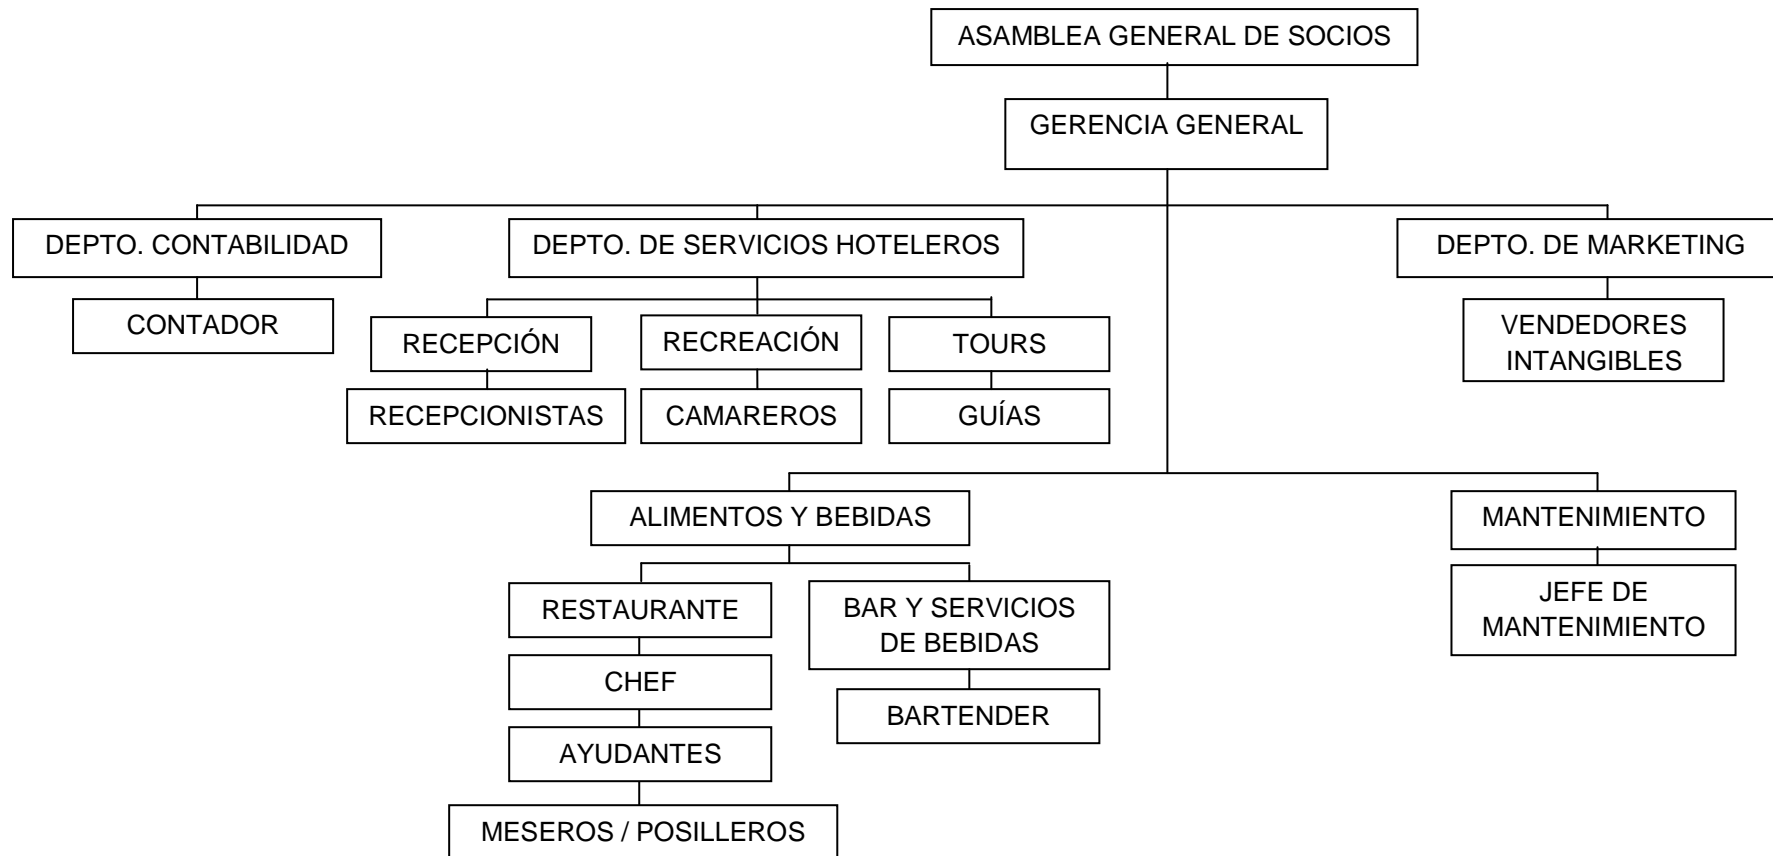 ASAMBLEA GENERAL DE SOCIOS
GERENCIA GENERAL
DEPTO. CONTABILIDAD
DEPTO. DE SERVICIOS HOTELEROS
DEPTO. DE MARKETING
CONTADOR
RECEPCIÓN
RECREACIÓN
TOURS
VENDEDORES
INTANGIBLES
RECEPCIONISTAS
CAMAREROS
GUÍAS
ALIMENTOS Y BEBIDAS
MANTENIMIENTO
RESTAURANTE
BAR Y SERVICIOS
DE BEBIDAS
JEFE DE
MANTENIMIENTO
CHEF
BARTENDER
AYUDANTES
MESEROS / POSILLEROS